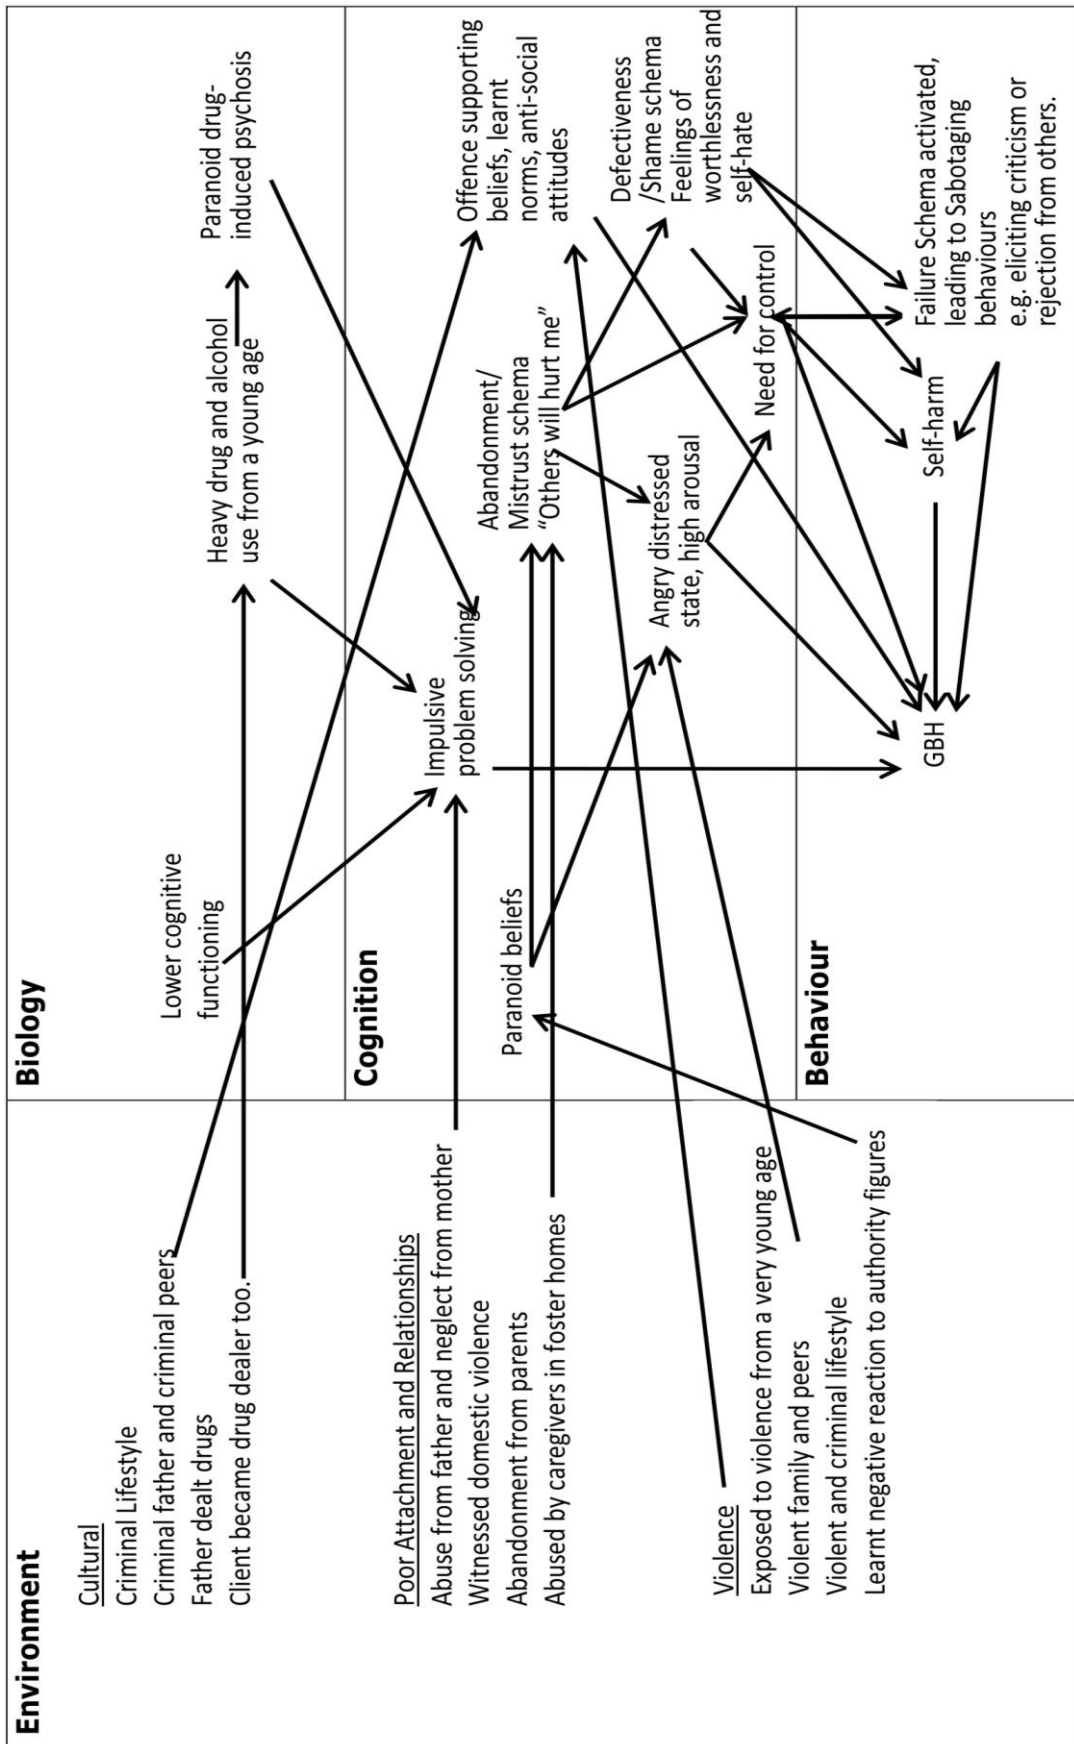 Environment
Cultural
Criminal Lifestyle
Criminal father and criminal peers
Father dealt drugs
Client became drug dealer too.
Poor Attachment and Relationships
Abuse from father and neglect from mother
Witnessed domestic violence
Abandonment from parents
Abused by caregivers in foster homes
Violence
Exposed to violence from a very young age
Violent family and peers
Violent and criminal lifestyle
Learnt negative reaction to authority figures
Biology
Lower cognitive
functioning
Heavy drug and alcohol
use from a young age
Paranoid drug-
induced psychosis
Cognition
Impulsive
problem solving
Paranoid beliefs
Abandonment/
Mistrust schema
“Others will hurt me”
Offence supporting
beliefs, learnt
norms, anti-social
attitudes
Angry distressed
state, high arousal
Need for control
Defectiveness
/Shame schema
Feelings of
worthlessness and
self-hate
Behaviour
GBH
Self-harm
Failure Schema activated,
leading to Sabotaging
behaviours
e.g. eliciting criticism or
rejection from others.